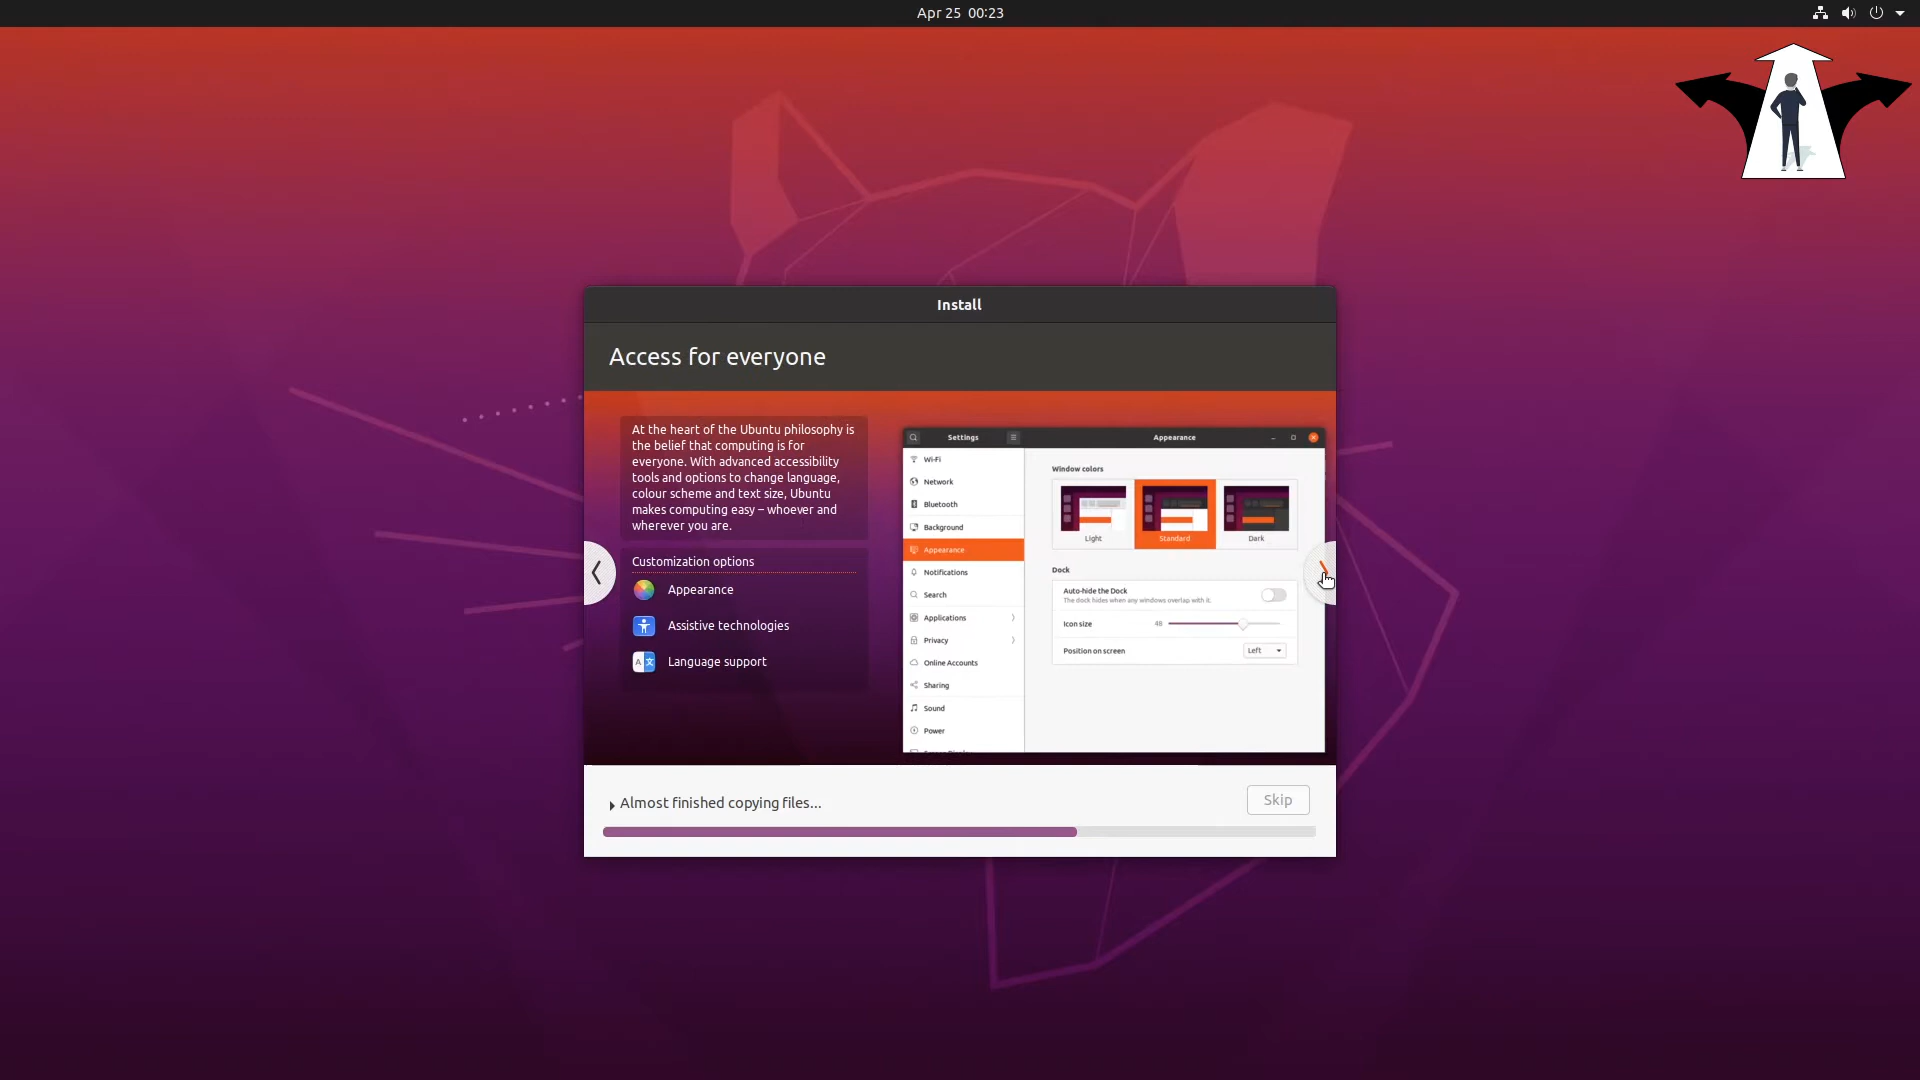 Apr 25 00:23
Install
Access for everyone
At the heart of the Ubuntu philosophy is
the belief that computing is for
everyone. With advanced accessibility
tools and options to change language,
colour scheme and text size, Ubuntu
makes computing easy – whoever and
wherever you are.
Customization options
Appearance
Assistive technologies
Language support
Settings
Appearance
Wi-Fi
Network
Bluetooth
Background
Appearance
Notifications
Search
Applications
Privacy
Online Accounts
Sharing
Sound
Power
Window colors
Light
Standard
Dark
Dock
Auto-hide the Dock
The dock hides when any windows overlap with it.
Icon size
48
Position on screen
Left
Almost finished copying files...
Skip